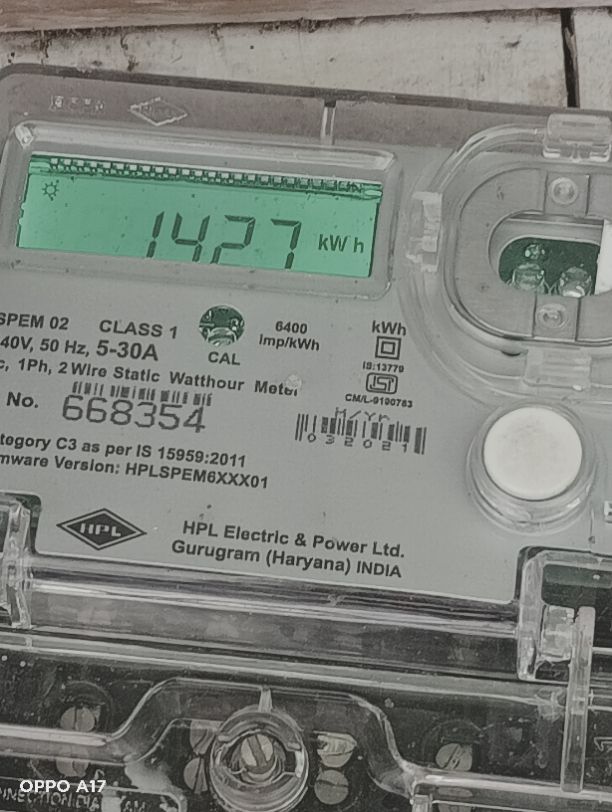 1427 kWh
SPEM 02 CLASS 1
CAL
6400
Imp/kWh
kWh
40V, 50 Hz, 5-30A
IS:13779
ISI
CM/L-9190783
c, 1Ph, 2 Wire Static Watthour Meter
No. 668354
M/Yr
032021
tegory C3 as per IS 15959:2011
mware Version: HPLSPEM6XXX01
HPL
HPL Electric & Power Ltd.
Gurugram (Haryana) INDIA
OPPO A17